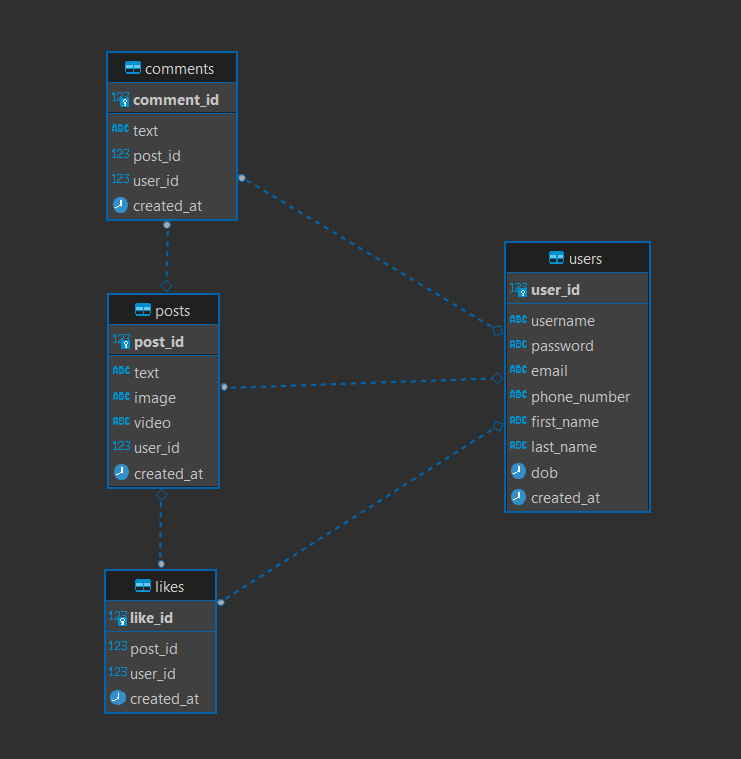 comments
123 comment_id
ABC text
123 post_id
123 user_id
created_at
posts
123 post_id
ABC text
ABC image
ABC video
123 user_id
created_at
likes
123 like_id
123 post_id
123 user_id
created_at
users
123 user_id
ABC username
ABC password
ABC email
ABC phone_number
ABC first_name
ABC last_name
dob
created_at